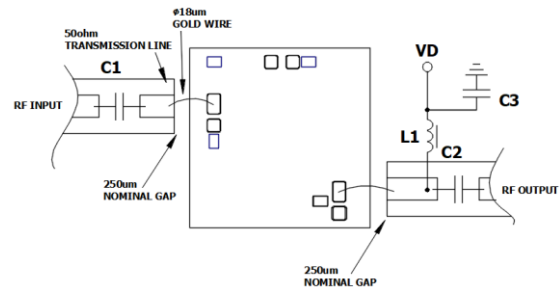 ø18um
GOLD WIRE
50ohm
TRANSMISSION LINE
C1
RF INPUT
250um
NOMINAL GAP
VD
C3
L1
C2
RF OUTPUT
250um
NOMINAL GAP